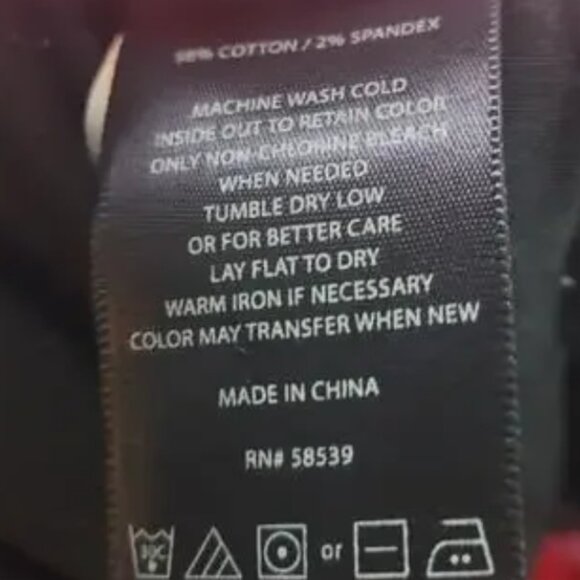 98% COTTON / 2% SPANDEX
MACHINE WASH COLD
INSIDE OUT TO RETAIN COLOR
ONLY NON-CHLORINE BLEACH
WHEN NEEDED
TUMBLE DRY LOW
OR FOR BETTER CARE
LAY FLAT TO DRY
WARM IRON IF NECESSARY
COLOR MAY TRANSFER WHEN NEW
MADE IN CHINA
RN# 58539
or